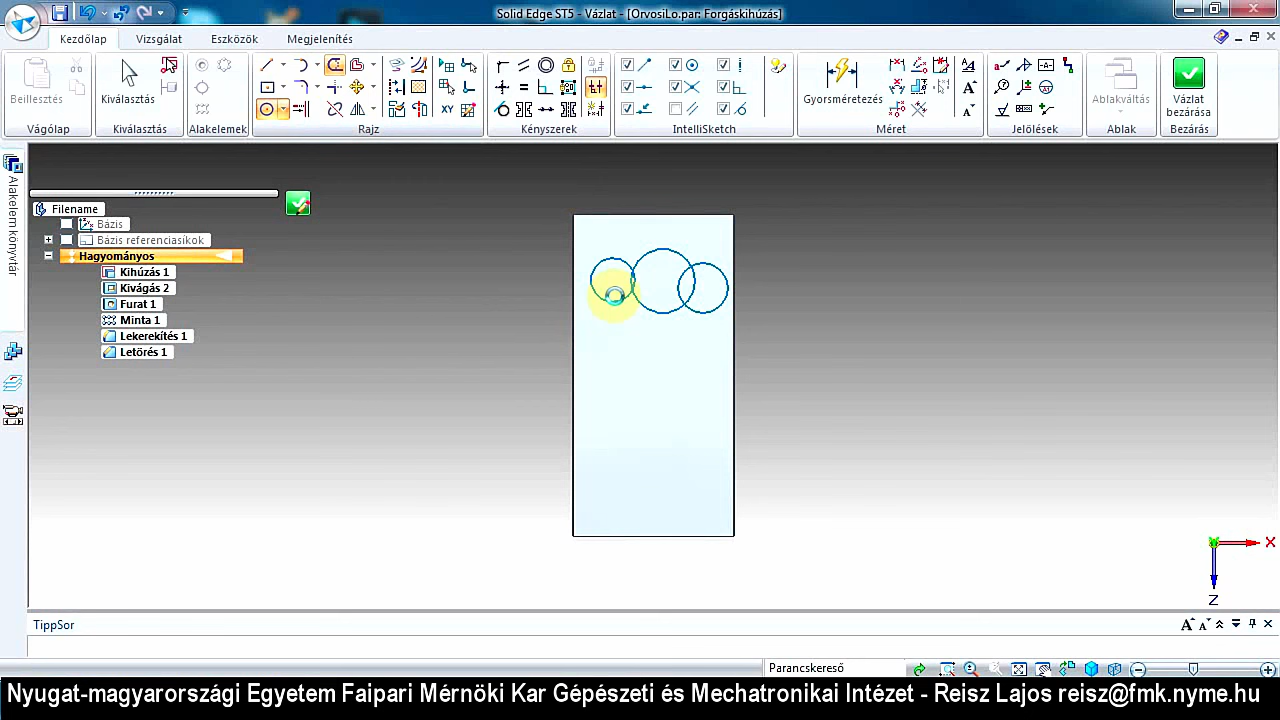 Solid Edge ST5 - Vázlat - [OrvosiLo.par: Forgáskihúzás]
Kezdőlap
Vizsgálat
Eszközök
Megjelenítés
Beillesztés
Kiválasztás
Gyorsméretezés
Ablakváltás
Vázlat
bezárása
Vágólap
Kiválasztás
Alakelemek
Rajz
Kényszerek
IntelliSketch
Méret
Jelölések
Ablak
Bezárás
Alakelem könyvtár
Filename
Bázis
Bázis referenciasíkok
Hagyományos
Kihúzás 1
Kivágás 2
Furat 1
Minta 1
Lekerekítés 1
Letörés 1
X
Z
TippSor
Parancskereső
Nyugat-magyarországi Egyetem Faipari Mérnöki Kar Gépészeti és Mechatronikai Intézet - Reisz Lajos reisz@fmk.nyme.hu